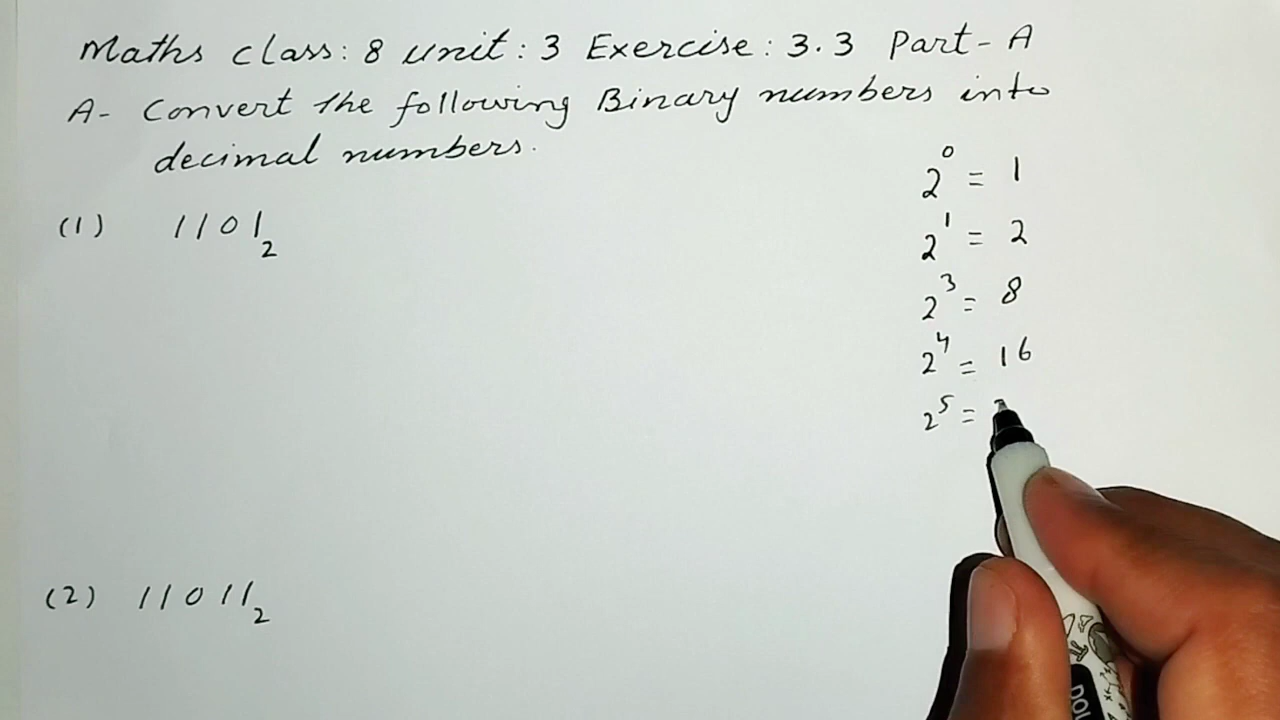 Maths class: 8 unit: 3 Exercise: 3.3 Part-A
A- Convert the following Binary numbers into
decimal numbers.
(1) 1101₂
2⁰ = 1
2¹ = 2
2³ = 8
2⁴ = 16
2⁵ =
(2) 11011₂